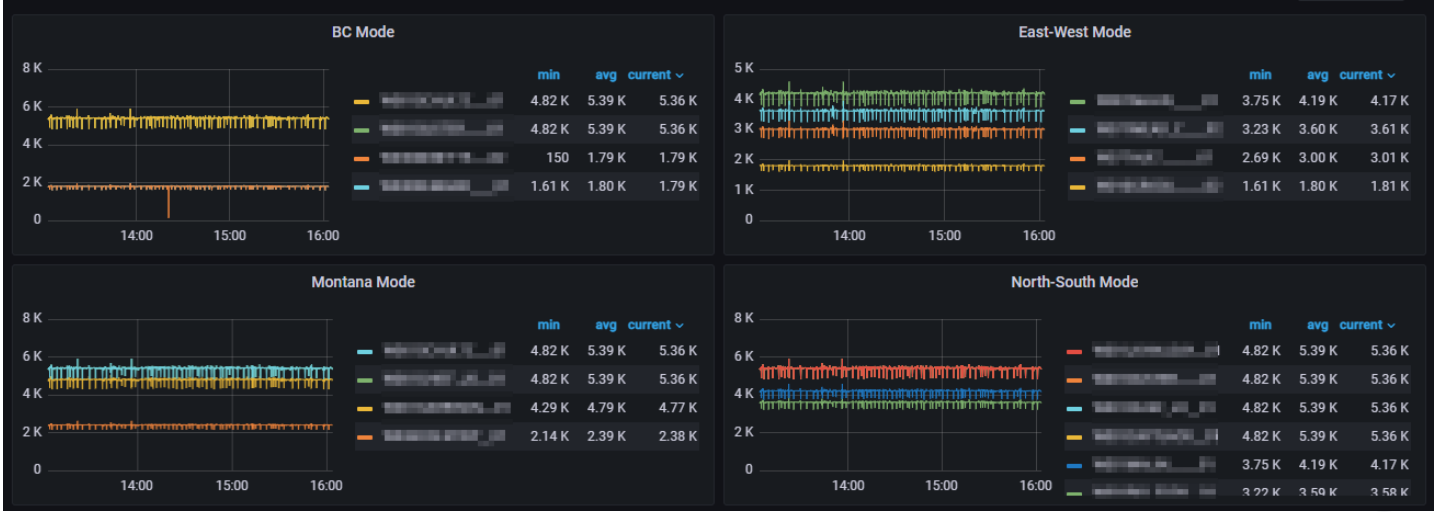 BC Mode
8 K
6 K
4 K
2 K
0
14:00 15:00 16:00
min avg current
4.82 K 5.39 K 5.36 K
4.82 K 5.39 K 5.36 K
150 1.79 K 1.79 K
1.61 K 1.80 K 1.79 K
East-West Mode
5 K
4 K
3 K
2 K
1 K
0
14:00 15:00 16:00
min avg current
3.75 K 4.19 K 4.17 K
3.23 K 3.60 K 3.61 K
2.69 K 3.00 K 3.01 K
1.61 K 1.80 K 1.81 K
Montana Mode
8 K
6 K
4 K
2 K
0
14:00 15:00 16:00
min avg current
4.82 K 5.39 K 5.36 K
4.82 K 5.39 K 5.36 K
4.29 K 4.79 K 4.77 K
2.14 K 2.39 K 2.38 K
North-South Mode
8 K
6 K
4 K
2 K
0
14:00 15:00 16:00
min avg current
4.82 K 5.39 K 5.36 K
4.82 K 5.39 K 5.36 K
4.82 K 5.39 K 5.36 K
4.82 K 5.39 K 5.36 K
3.75 K 4.19 K 4.17 K
3.22 K 3.59 K 3.58 K